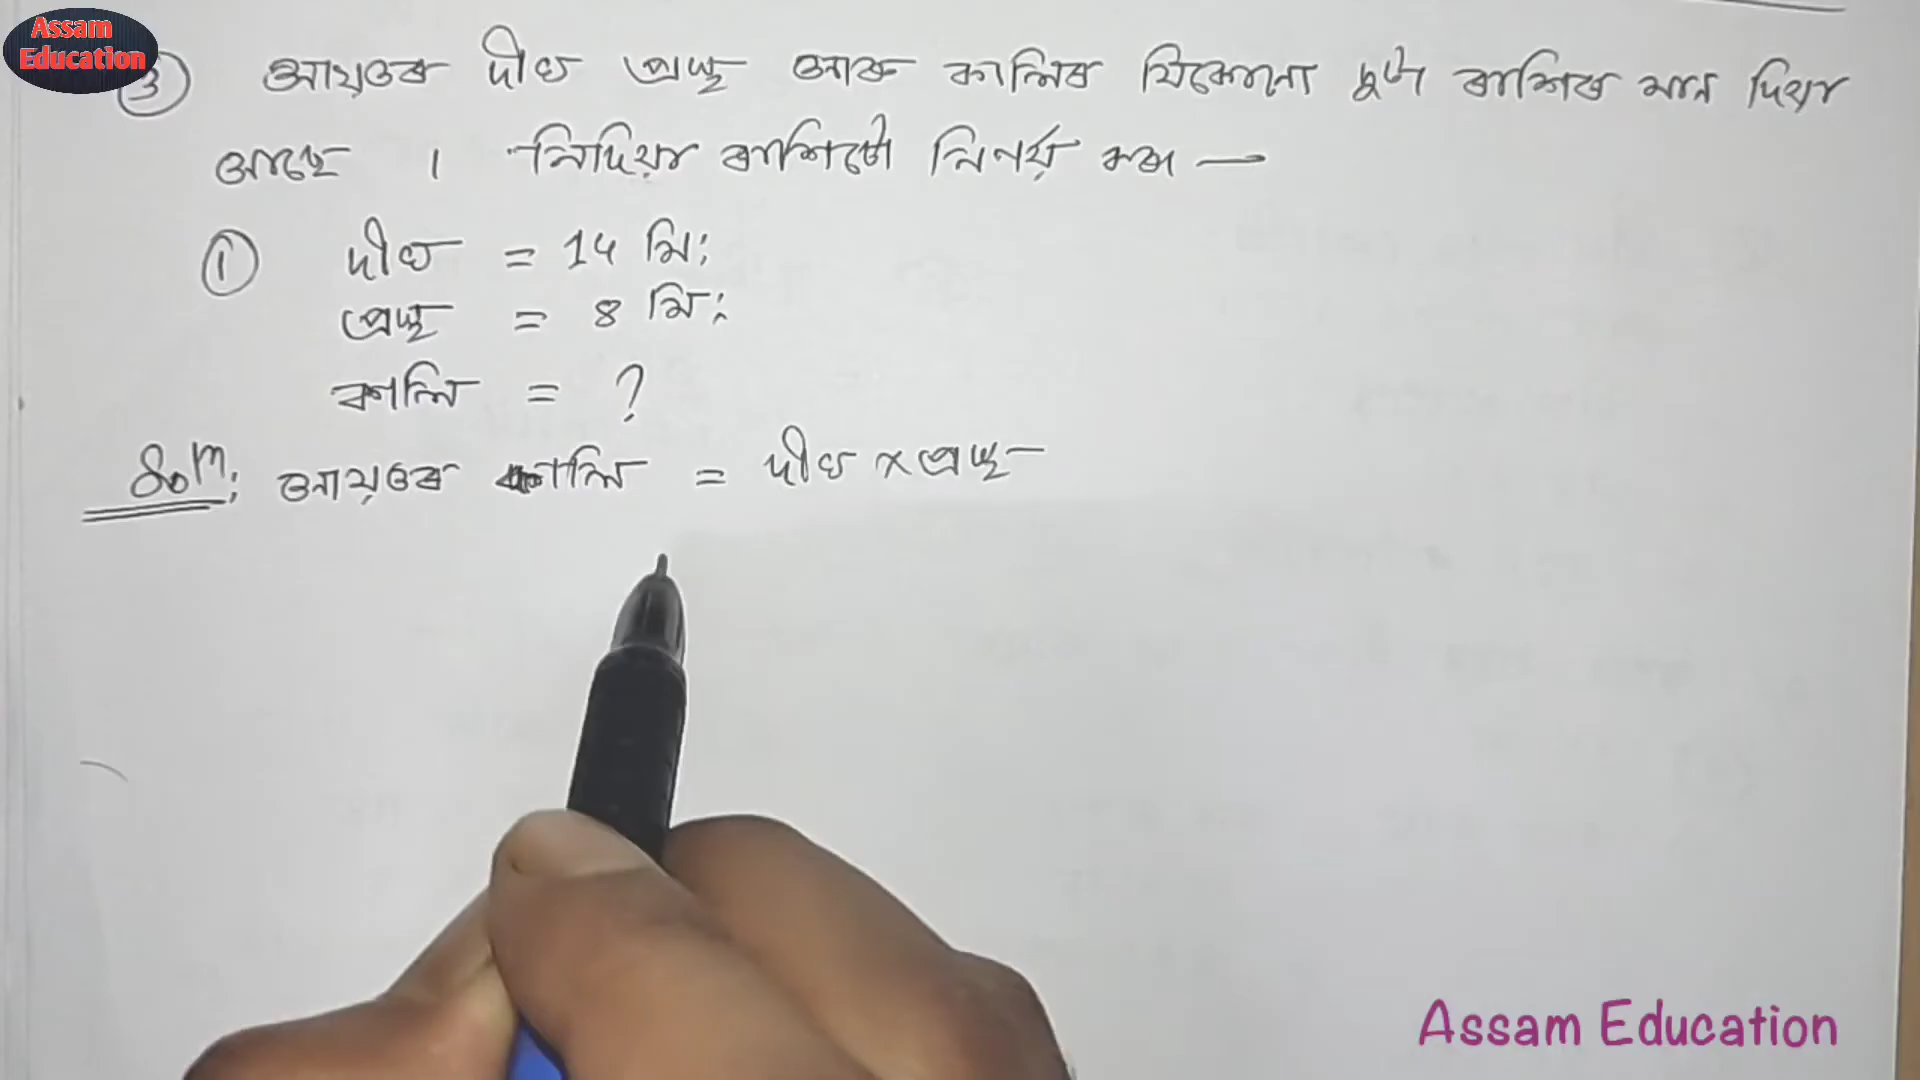 Assam
Education
৩ আয়তৰ দীঘ প্ৰস্থ আৰু কালিৰ যিকোনো দুটা ৰাশিৰ মান দিয়া
আছে । নিদিয়া ৰাশিটো নিৰ্ণয় কৰা —
① দীঘ = 14 মি:
প্ৰস্থ = 8 মি:
কালি = ?
Solⁿ: আয়তৰ কালি = দীঘ × প্ৰস্থ
Assam Education